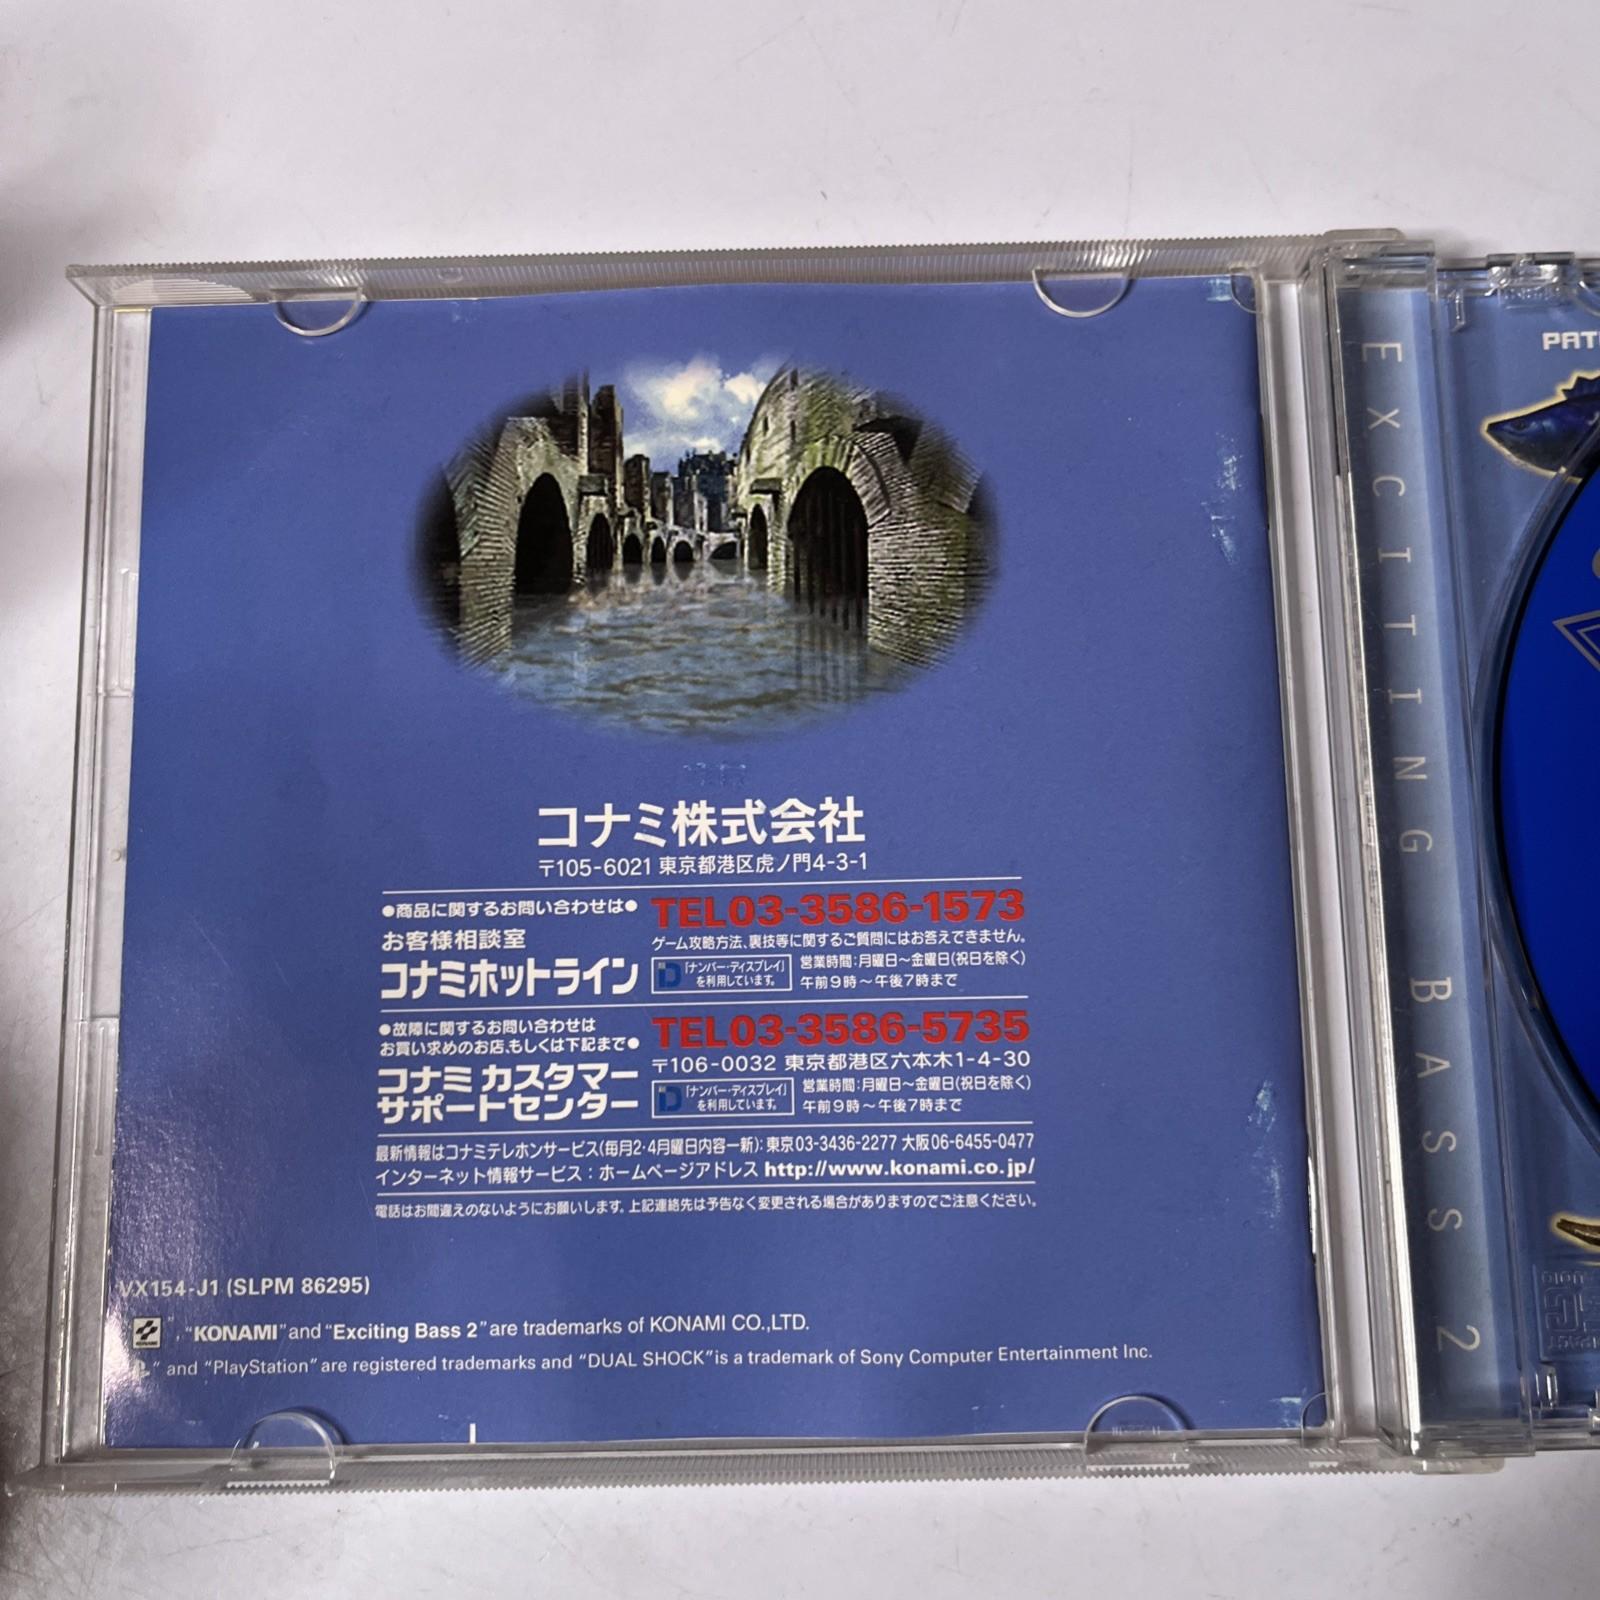 コナミ株式会社
〒105-6021 東京都港区虎ノ門4-3-1
●商品に関するお問い合わせは●
お客様相談室
コナミホットライン
TEL03-3586-1573
ゲーム攻略方法、裏技等に関するご質問にはお答えできません。
「ナンバー・ディスプレイ」
を利用しています。
営業時間:月曜日～金曜日(祝日を除く)
午前9時～午後7時まで
●故障に関するお問い合わせは
お買い求めのお店、もしくは下記まで●
コナミ カスタマー
サポートセンター
TEL03-3586-5735
〒106-0032 東京都港区六本木1-4-30
「ナンバー・ディスプレイ」
を利用しています。
営業時間:月曜日～金曜日(祝日を除く)
午前9時～午後7時まで
最新情報はコナミテレホンサービス(毎月2・4月曜日内容一新):東京03-3436-2277 大阪06-6455-0477
インターネット情報サービス:ホームページアドレス http://www.konami.co.jp/
電話はお間違えのないようにお願いします。上記連絡先は予告なく変更される場合がありますのでご注意ください。
VX154-J1 (SLPM 86295)
", "KONAMI" and "Exciting Bass 2" are trademarks of KONAMI CO.,LTD.
" and "PlayStation" are registered trademarks and "DUAL SHOCK" is a trademark of Sony Computer Entertainment Inc.
EXCITING BASS 2